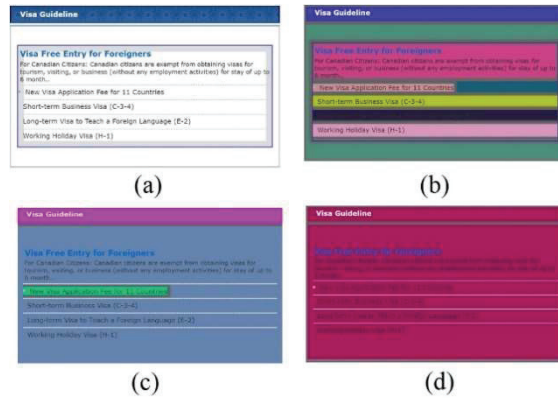 Visa Guideline
Visa Free Entry for Foreigners
For Canadian Citizens: Canadian citizens are exempt from obtaining visas for
tourism, visiting, or business (without any employment activities) for stay of up to
6 month..
New Visa Application Fee for 11 Countries
Short-term Business Visa (C-3-4)
Long-term Visa to Teach a Foreign Language (E-2)
Working Holiday Visa (H-1)
(a)
Visa Guideline
Visa Free Entry for Foreigners
For Canadian Citizens: Canadian citizens are exempt from obtaining visas for
tourism, visiting, or business (without any employment activities) for stay of up to
6 month..
New Visa Application Fee for 11 Countries
Short-term Business Visa (C-3-4)
Working Holiday Visa (H-1)
(b)
Visa Guideline
Visa Free Entry for Foreigners
For Canadian Citizens: Canadian citizens are exempt from obtaining visas for
tourism, visiting, or business (without any employment activities) for stay of up to
6 month..
New Visa Application Fee for 11 Countries
Short-term Business Visa (C-3-4)
Long-term Visa to Teach a Foreign Language (E-2)
Working Holiday Visa (H-1)
(c)
Visa Guideline
Visa Free Entry for Foreigners
(d)